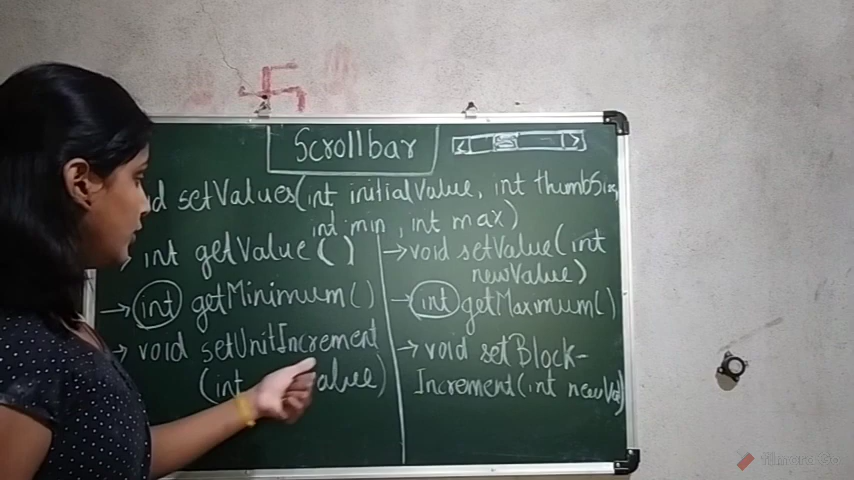 Scrollbar
setValues(int initialValue, int thumbSize,
int min, int max)
int getValue()
→ void setValue(int
newValue)
→ int getMinimum()
→ int getMaximum()
→ void setUnitIncrement
(int
→ void setBlock-
Increment(int newVal)
filmoraGo